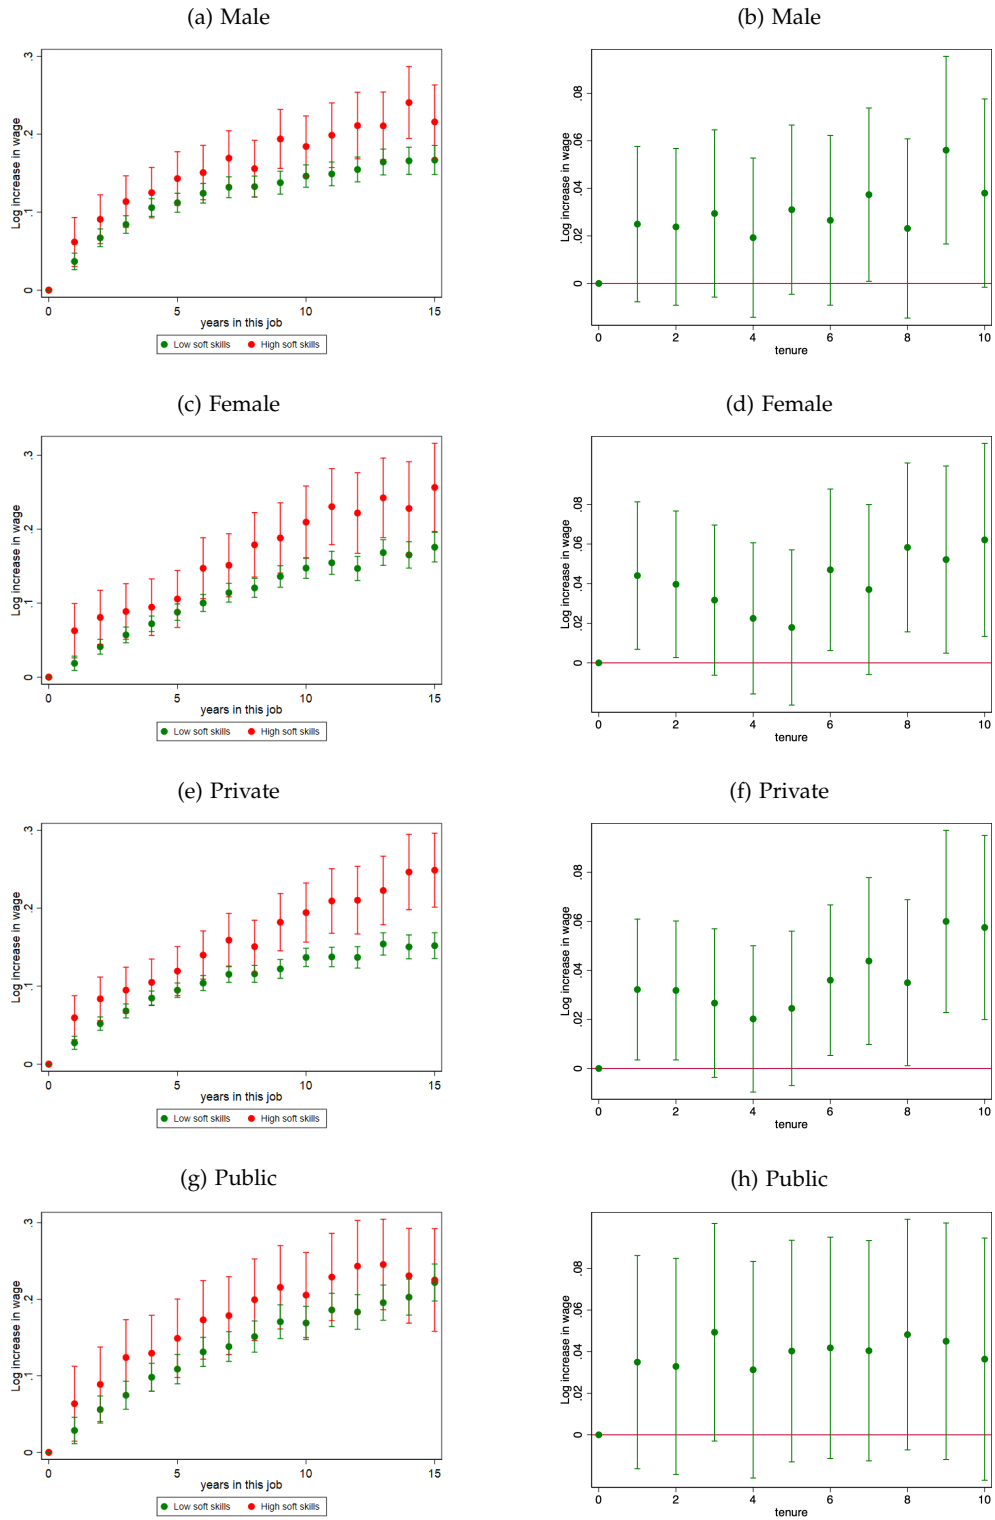 (a) Male
Log increase in wage
.3
.2
.1
0
0 5 10 15
years in this job
Low soft skills High soft skills
(b) Male
Log increase in wage
.08
.06
.04
.02
0
0 2 4 6 8 10
tenure
(c) Female
Log increase in wage
.3
.2
.1
0
0 5 10 15
years in this job
Low soft skills High soft skills
(d) Female
Log increase in wage
.08
.06
.04
.02
0
0 2 4 6 8 10
tenure
(e) Private
Log increase in wage
.3
.2
.1
0
0 5 10 15
years in this job
Low soft skills High soft skills
(f) Private
Log increase in wage
.08
.06
.04
.02
0
0 2 4 6 8 10
tenure
(g) Public
Log increase in wage
.3
.2
.1
0
0 5 10 15
years in this job
Low soft skills High soft skills
(h) Public
Log increase in wage
.08
.06
.04
.02
0
0 2 4 6 8 10
tenure